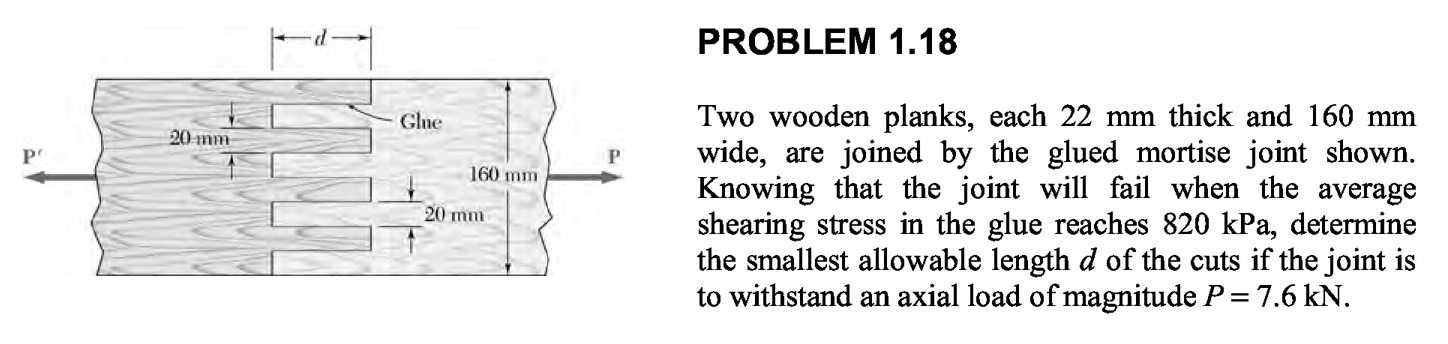 d
Glue
20 mm
P′
P
160 mm
20 mm
PROBLEM 1.18
Two wooden planks, each 22 mm thick and 160 mm
wide, are joined by the glued mortise joint shown.
Knowing that the joint will fail when the average
shearing stress in the glue reaches 820 kPa, determine
the smallest allowable length d of the cuts if the joint is
to withstand an axial load of magnitude P = 7.6 kN.